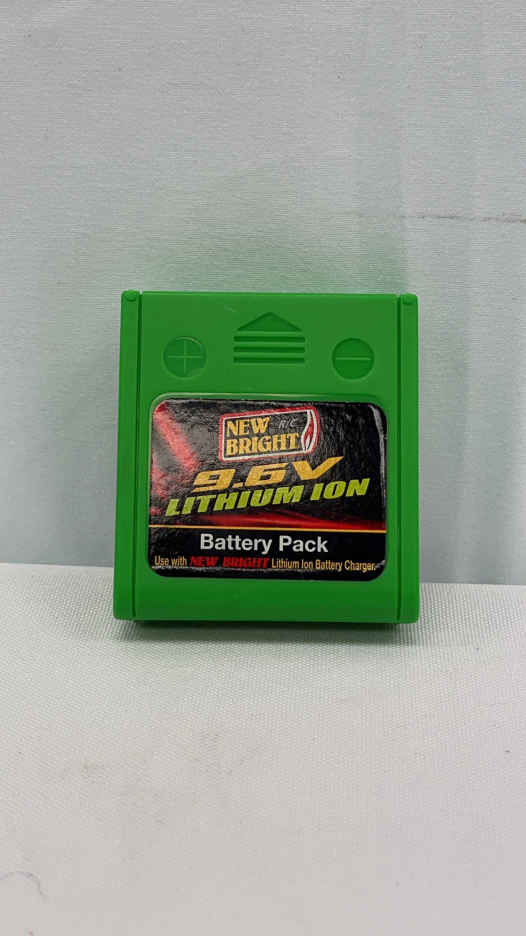 + -
NEW R/C
BRIGHT
9.6V
LITHIUM ION
Battery Pack
Use with NEW BRIGHT Lithium Ion Battery Charger.